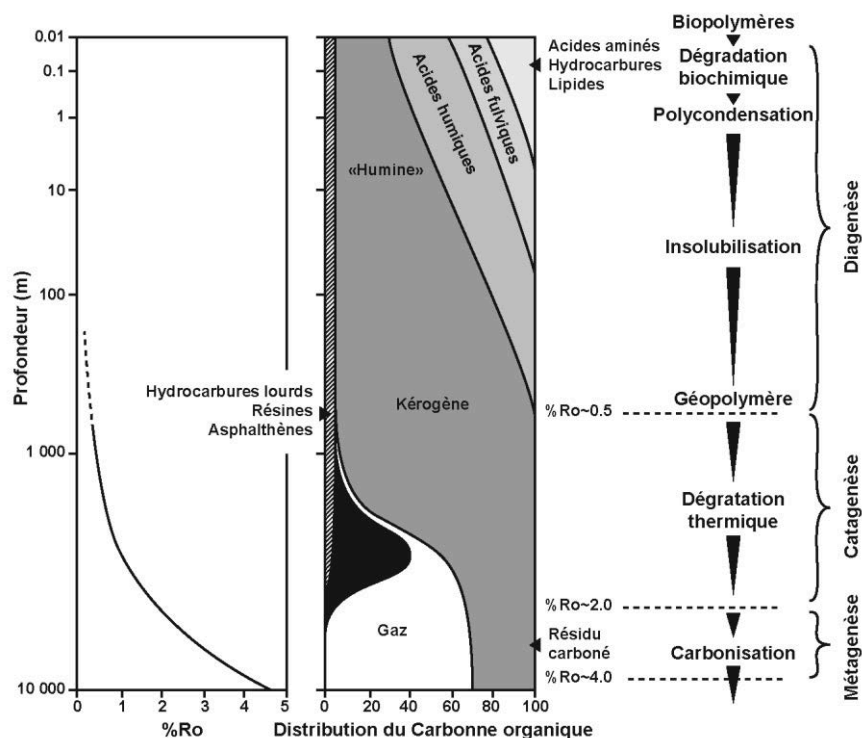 Biopolymères
0.01
0.1
1
10
100
1 000
10 000
Profondeur (m)
0
1
2
3
4
5
%Ro
Hydrocarbures lourds
Résines
Asphalthènes
Acides humiques
Acides fulviques
«Humine»
Kérogène
Gaz
0
20
40
60
80
100
Distribution du Carbonne organique
Acides aminés
Hydrocarbures
Lipides
%Ro~0.5
%Ro~2.0
Résidu
carboné
%Ro~4.0
Dégradation
biochimique
Polycondensation
Insolubilisation
Géopolymère
Dégratation
thermique
Carbonisation
Diagenèse
Catagenèse
Métagenèse